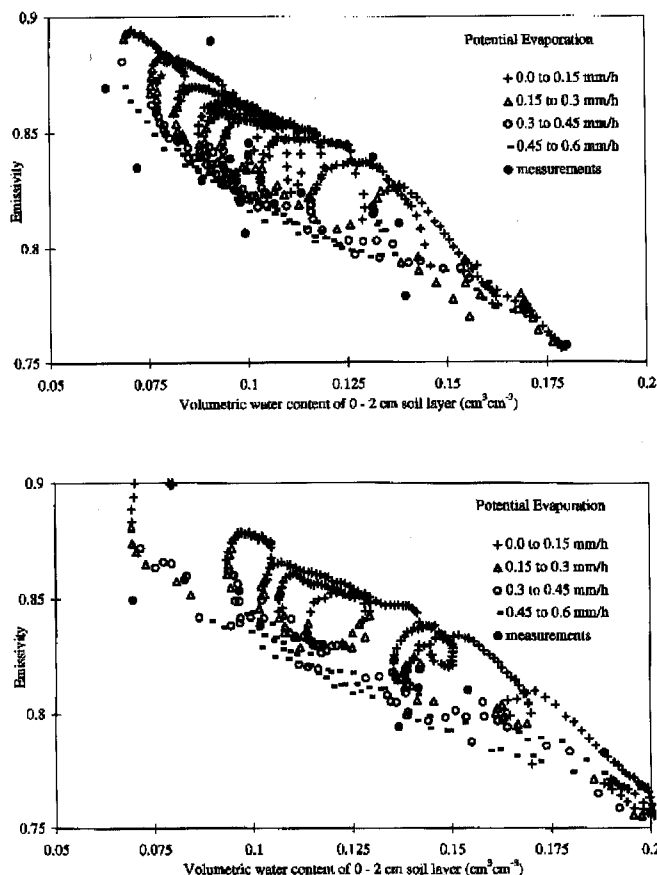 0.9
0.85
0.8
0.75
Emissivity
Potential Evaporation
0.0 to 0.15 mm/h
0.15 to 0.3 mm/h
0.3 to 0.45 mm/h
0.45 to 0.6 mm/h
measurements
0.05 0.075 0.1 0.125 0.15 0.175 0.2
Volumetric water content of 0 - 2 cm soil layer (cm³cm⁻³)
0.9
0.85
0.8
0.75
Emissivity
Potential Evaporation
0.0 to 0.15 mm/h
0.15 to 0.3 mm/h
0.3 to 0.45 mm/h
0.45 to 0.6 mm/h
measurements
0.05 0.075 0.1 0.125 0.15 0.175 0.2
Volumetric water content of 0 - 2 cm soil layer (cm³cm⁻³)